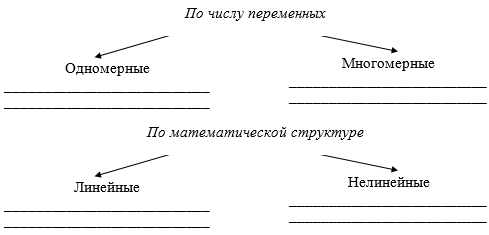 По числу переменных
Одномерные
Многомерные
По математической структуре
Линейные
Нелинейные